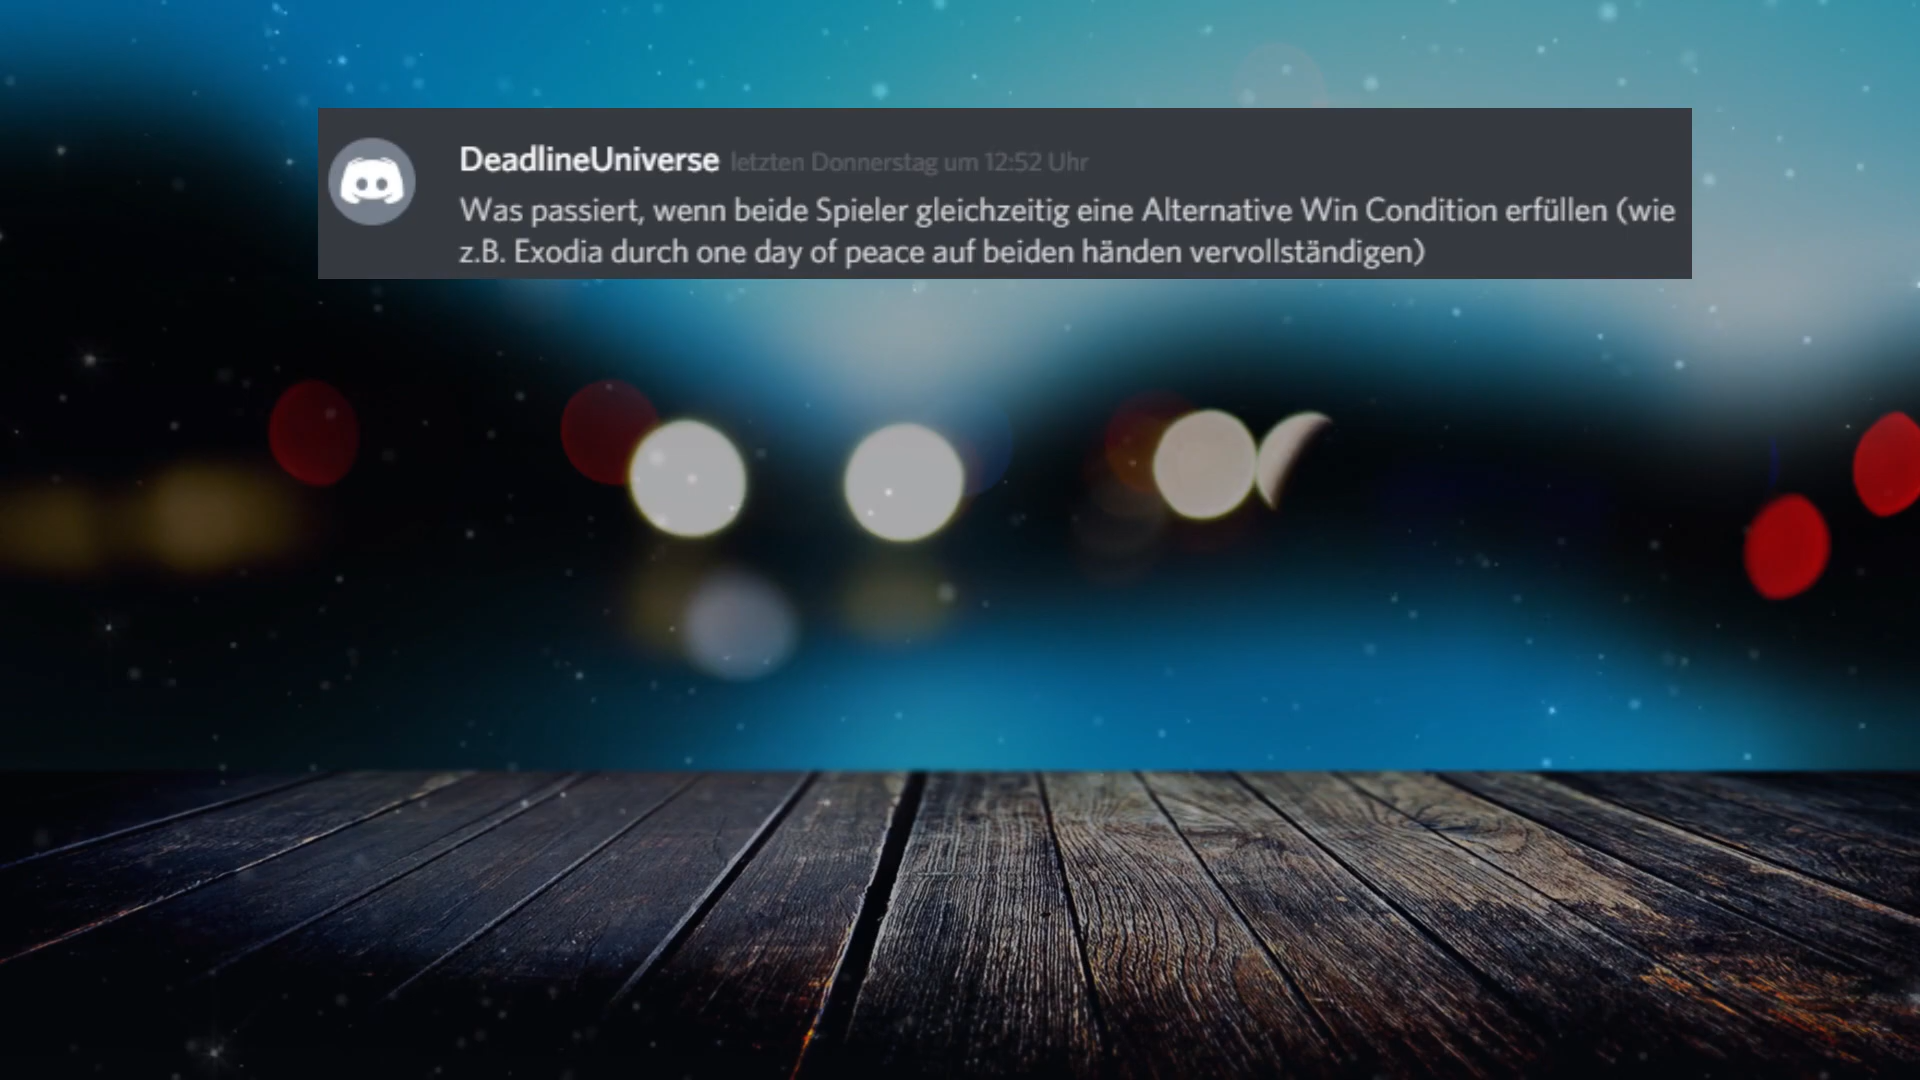 DeadlineUniverse letzten Donnerstag um 12:52 Uhr
Was passiert, wenn beide Spieler gleichzeitig eine Alternative Win Condition erfüllen (wie
z.B. Exodia durch one day of peace auf beiden händen vervollständigen)